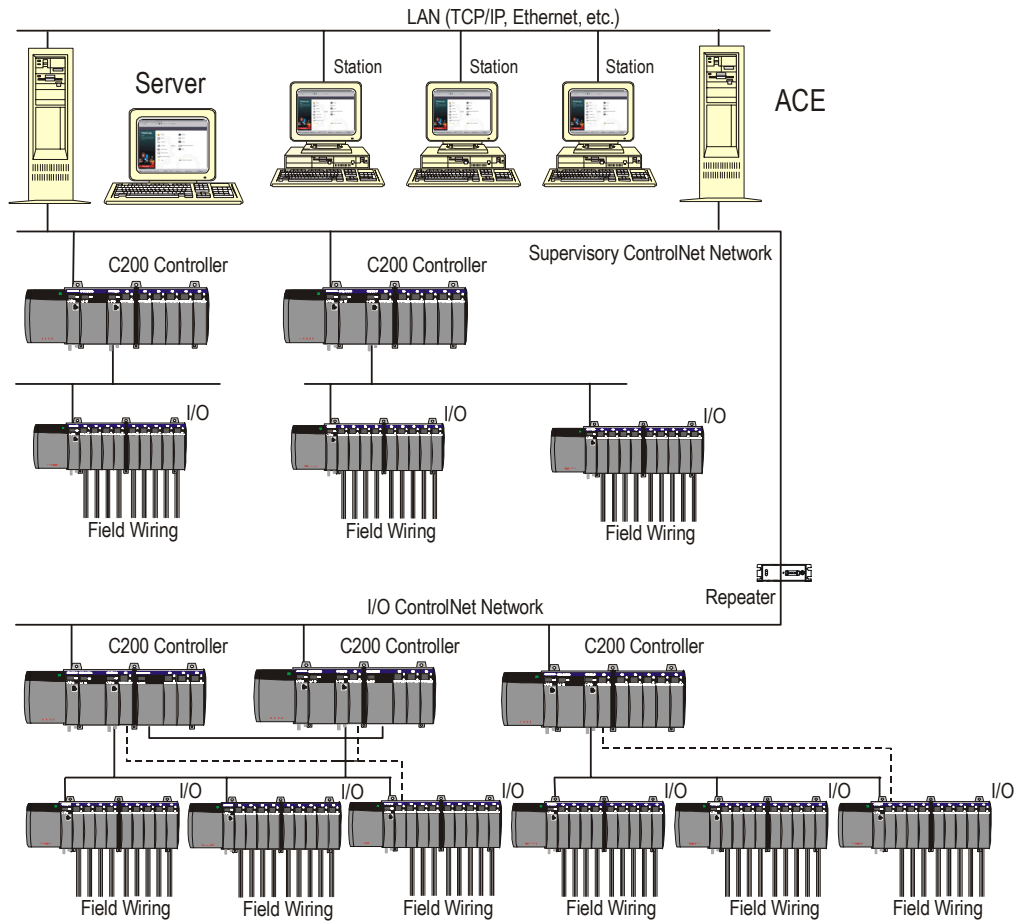 LAN (TCP/IP, Ethernet, etc.)
Server
Station
Station
Station
ACE
Supervisory ControlNet Network
C200 Controller
C200 Controller
I/O
I/O
I/O
Field Wiring
Field Wiring
Field Wiring
Repeater
I/O ControlNet Network
C200 Controller
C200 Controller
C200 Controller
I/O
I/O
I/O
I/O
I/O
I/O
Field Wiring
Field Wiring
Field Wiring
Field Wiring
Field Wiring
Field Wiring